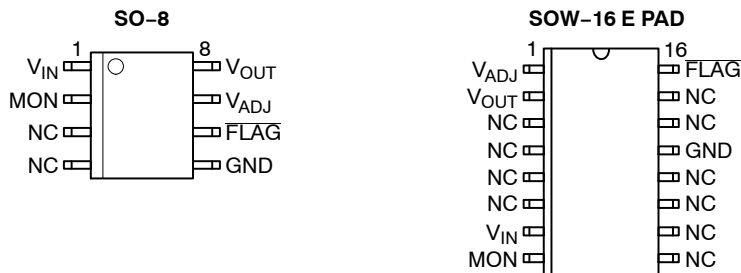 SO–8
1 8
VIN VOUT
MON VADJ
NC FLAG
NC GND
SOW–16 E PAD
1 16
VADJ FLAG
VOUT NC
NC NC
NC GND
NC NC
NC NC
VIN NC
MON NC